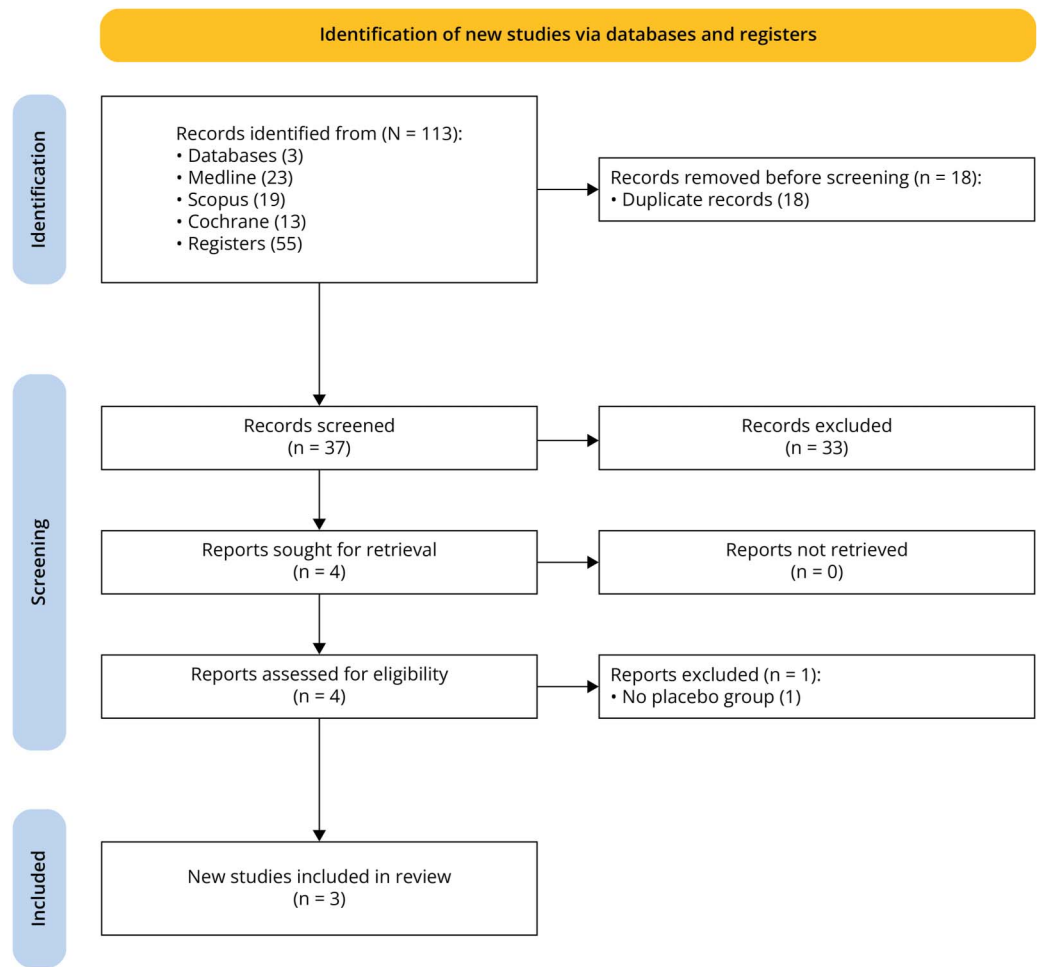 Identification of new studies via databases and registers
Identification
Records identified from (N = 113):
• Databases (3)
• Medline (23)
• Scopus (19)
• Cochrane (13)
• Registers (55)
Records removed before screening (n = 18):
• Duplicate records (18)
Screening
Records screened
(n = 37)
Records excluded
(n = 33)
Reports sought for retrieval
(n = 4)
Reports not retrieved
(n = 0)
Reports assessed for eligibility
(n = 4)
Reports excluded (n = 1):
• No placebo group (1)
Included
New studies included in review
(n = 3)